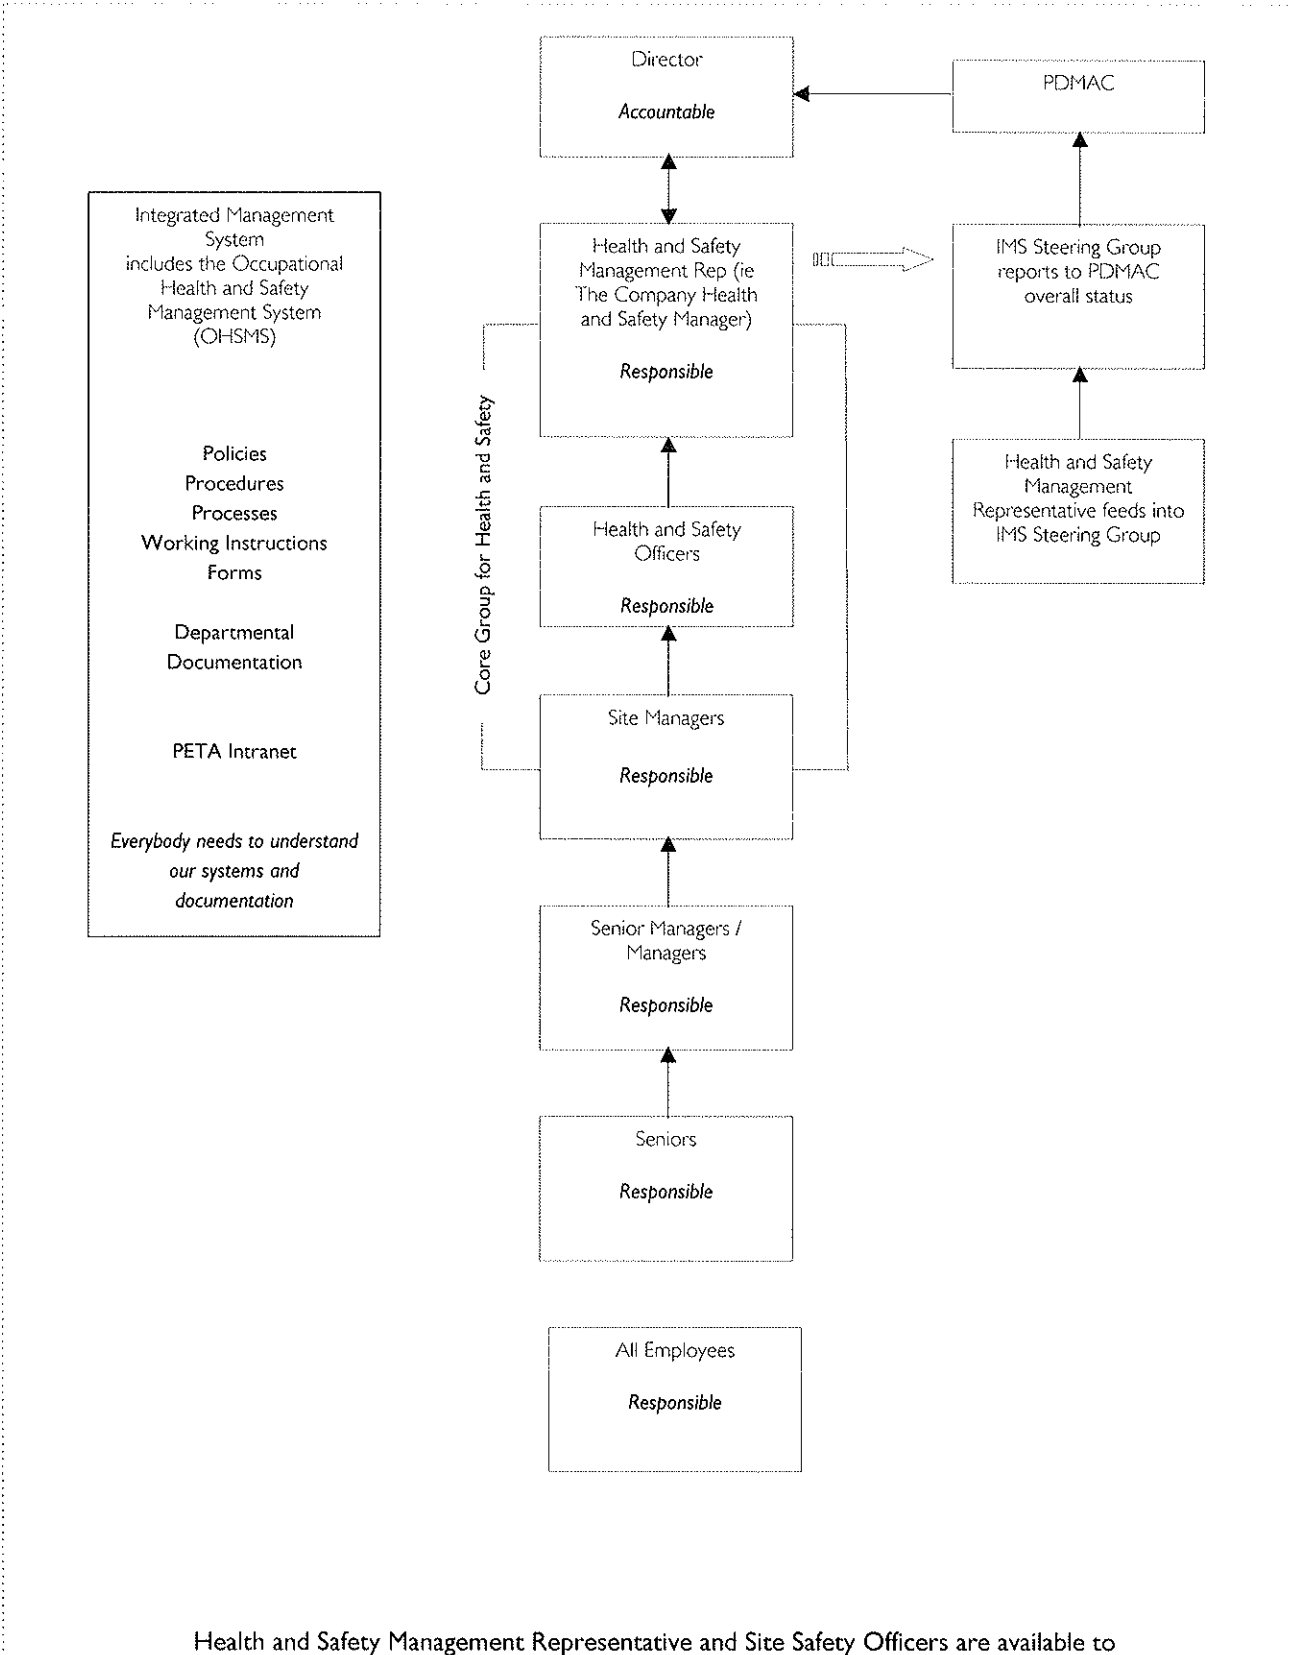 Director
Accountable
PDMAC
Integrated Management
System
includes the Occupational
Health and Safety
Management System
(OHSMS)
Policies
Procedures
Processes
Working Instructions
Forms
Departmental
Documentation
PETA Intranet
Everybody needs to understand
our systems and
documentation
Core Group for Health and Safety
Health and Safety
Management Rep (ie
The Company Health
and Safety Manager)
Responsible
IMS Steering Group
reports to PDMAC
overall status
Health and Safety
Management
Representative feeds into
IMS Steering Group
Health and Safety
Officers
Responsible
Site Managers
Responsible
Senior Managers /
Managers
Responsible
Seniors
Responsible
All Employees
Responsible
Health and Safety Management Representative and Site Safety Officers are available to